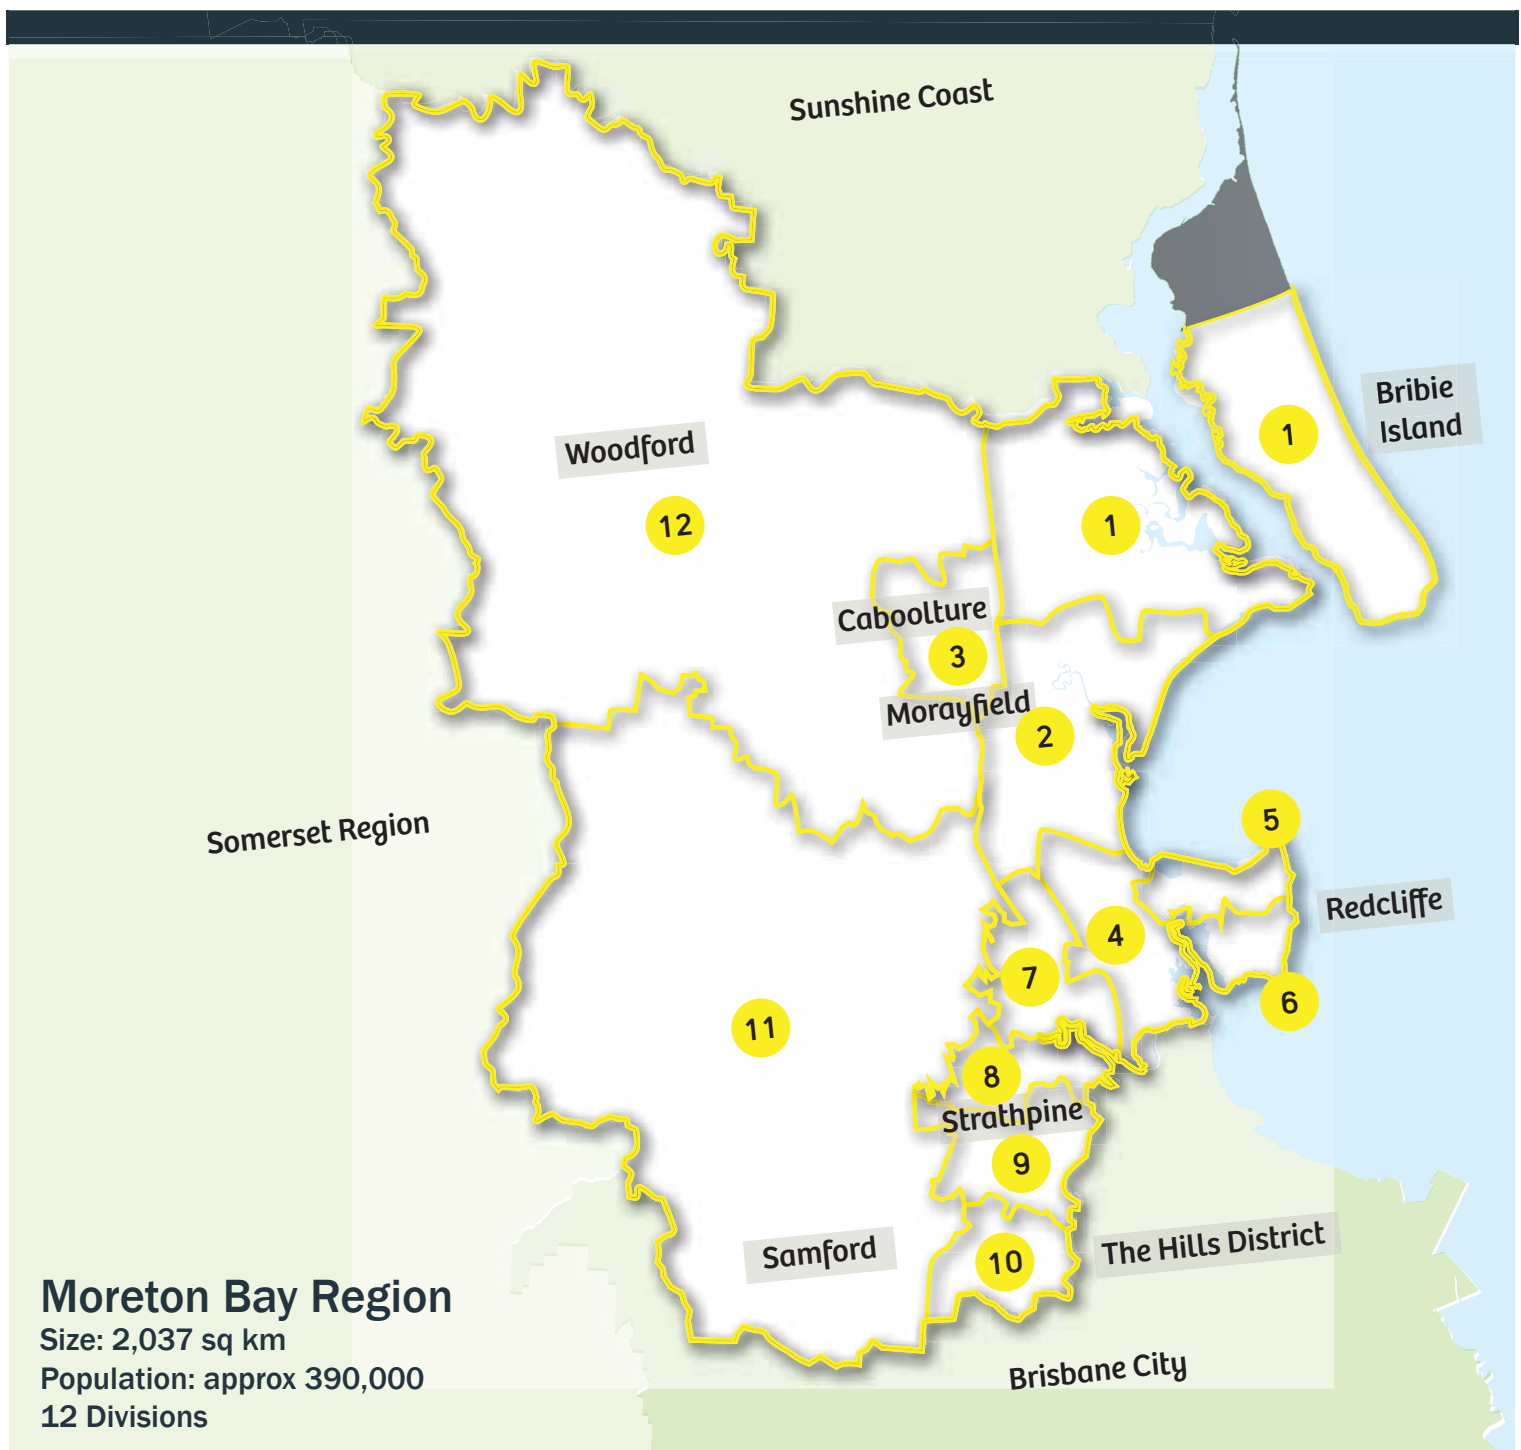 Sunshine Coast
Bribie
Island
1
Woodford
12
1
Caboolture
3
Morayfield
2
Somerset Region
5
Redcliffe
4
7
6
11
8
Strathpine
9
Samford
The Hills District
10
Moreton Bay Region
Size: 2,037 sq km
Population: approx 390,000
12 Divisions
Brisbane City